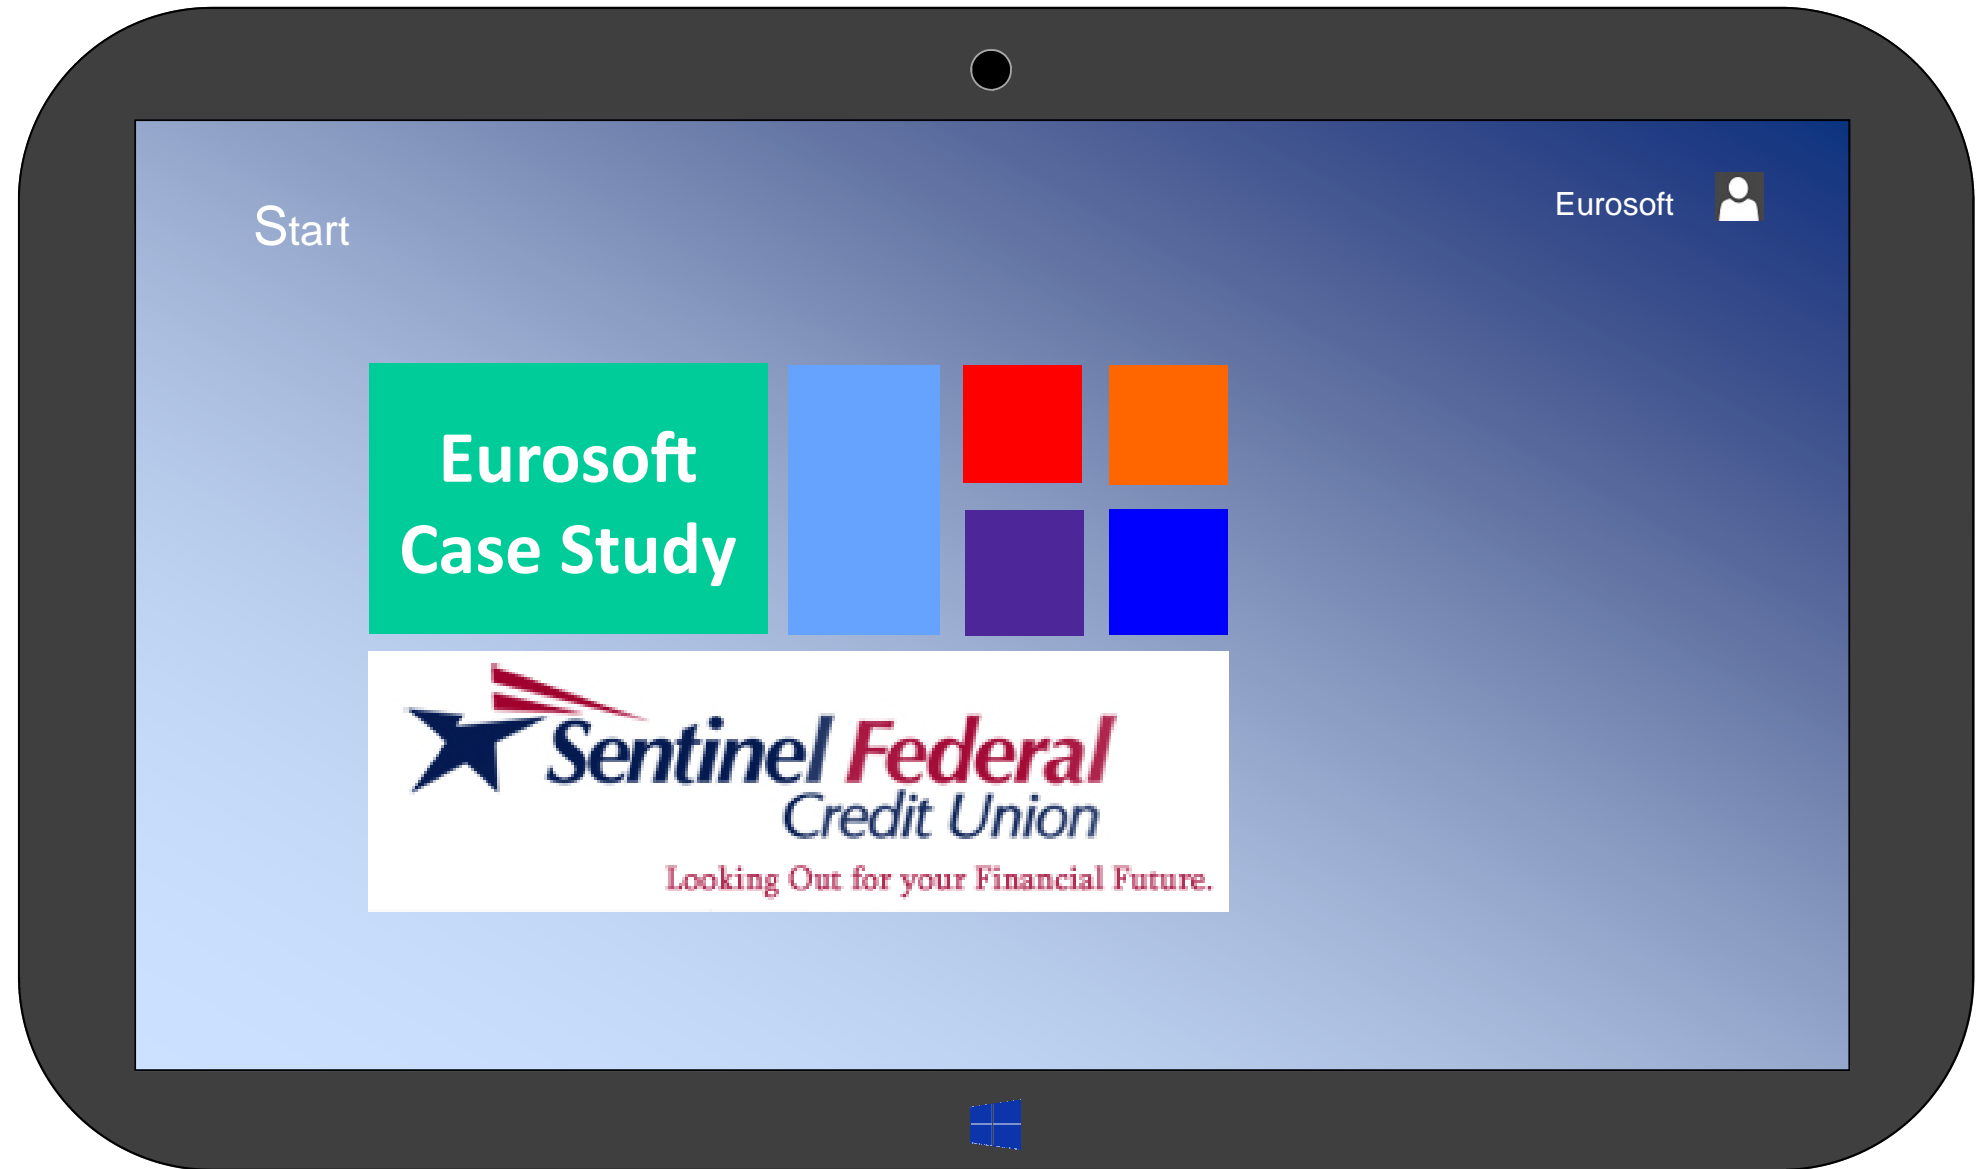 Start
Eurosoft
Eurosoft
Case Study
Sentinel Federal
Credit Union
Looking Out for your Financial Future.